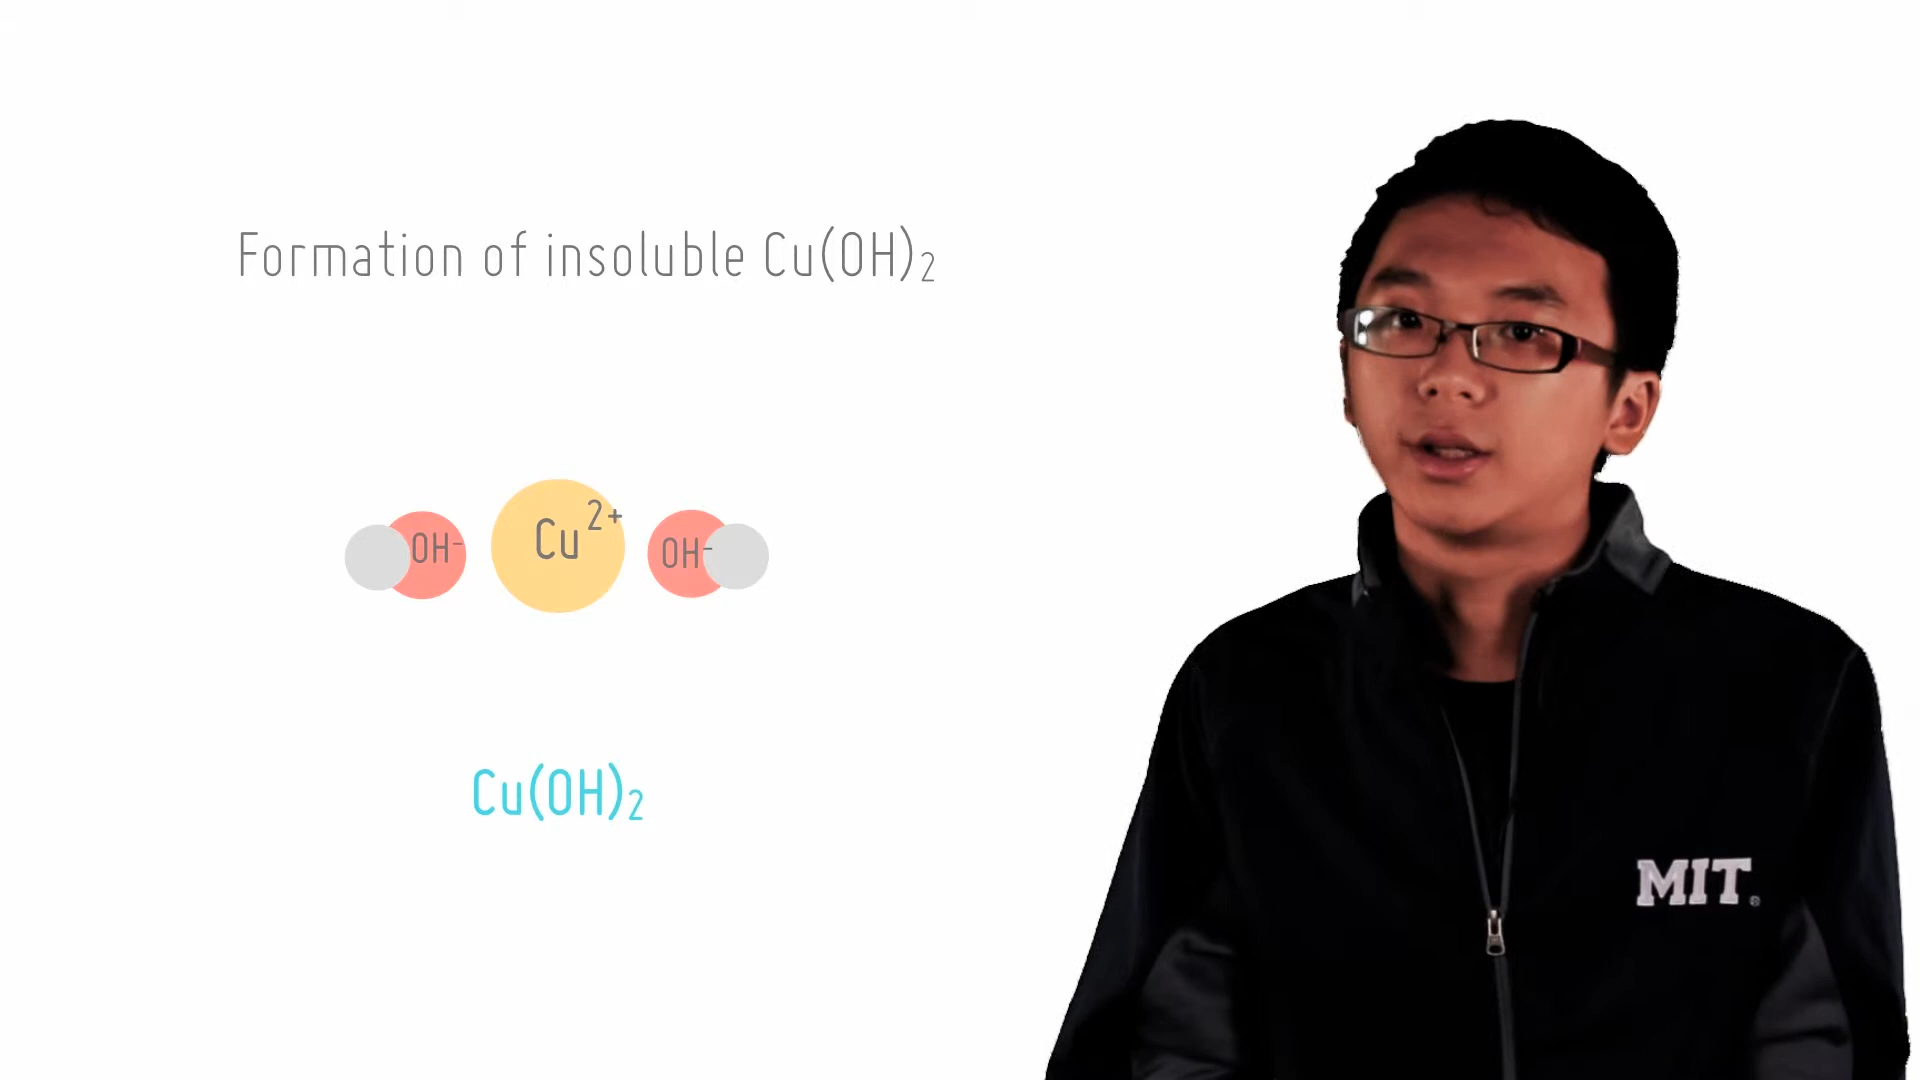 Formation of insoluble Cu(OH)₂
OH⁻ Cu²⁺ OH⁻
Cu(OH)₂
MIT®